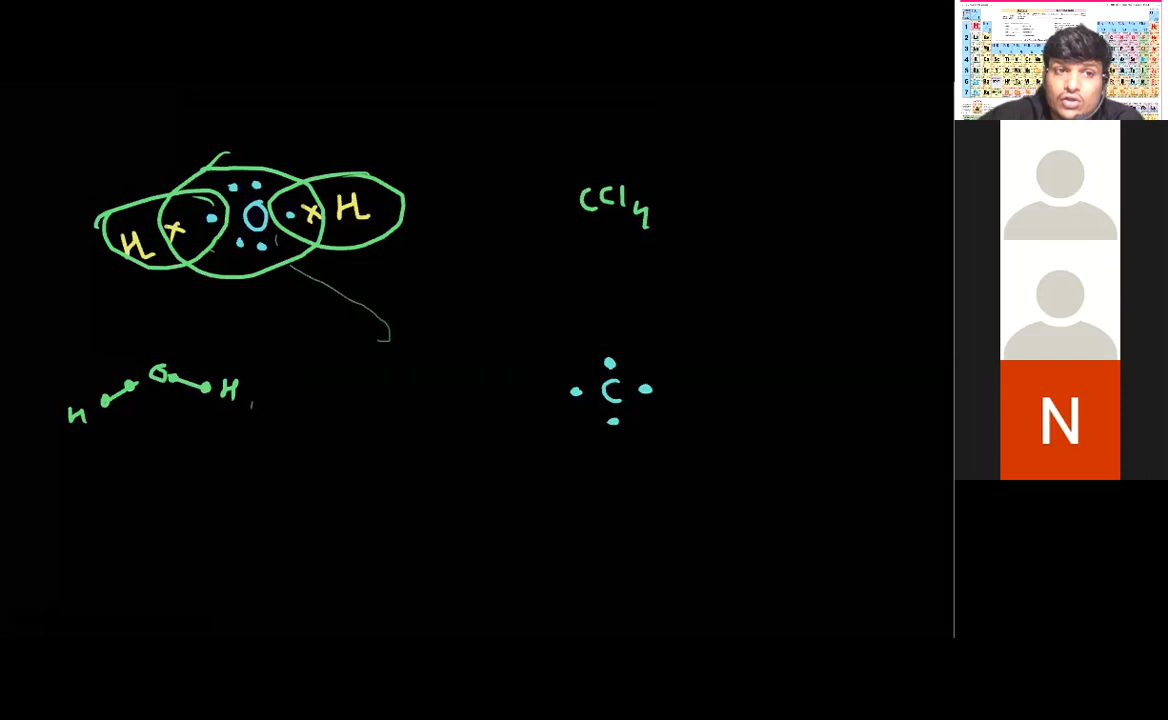 H x O x H
CCl4
H O H
C
N